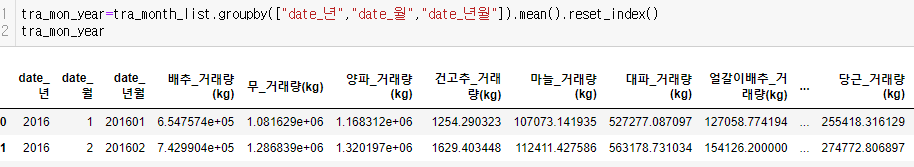 1 tra_mon_year=tra_month_list.groupby(["date_년","date_월","date_년월"]).mean().reset_index()
2 tra_mon_year
date_년 date_월 date_년월 배추_거래량(kg) 무_거래량(kg) 양파_거래량(kg) 건고추_거래량(kg) 마늘_거래량(kg) 대파_거래량(kg) 얼갈이배추_거래량(kg) ... 당근_거래량(kg)
0 2016 1 201601 6.547574e+05 1.081629e+06 1.168312e+06 1254.290323 107073.141935 527277.087097 127058.774194 ... 255418.316129
1 2016 2 201602 7.429904e+05 1.286839e+06 1.320197e+06 1629.403448 112411.427586 563178.731034 154126.200000 ... 274772.806897